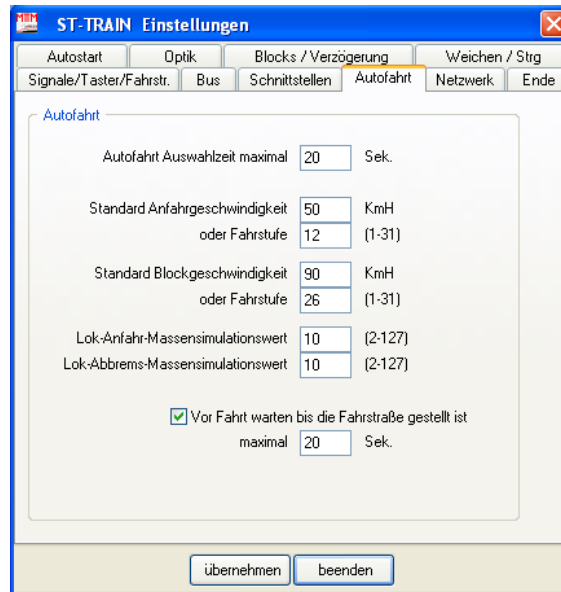 ST-TRAIN Einstellungen
Autostart Optik Blocks / Verzögerung Weichen / Strg
Signale/Taster/Fahrstr. Bus Schnittstellen Autofahrt Netzwerk Ende
Autofahrt
Autofahrt Auswahlzeit maximal 20 Sek.
Standard Anfahrgeschwindigkeit 50 KmH
oder Fahrstufe 12 (1-31)
Standard Blockgeschwindigkeit 90 KmH
oder Fahrstufe 26 (1-31)
Lok-Anfahr-Massensimulationswert 10 (2-127)
Lok-Abbrems-Massensimulationswert 10 (2-127)
Vor Fahrt warten bis die Fahrstraße gestellt ist
maximal 20 Sek.
übernehmen beenden